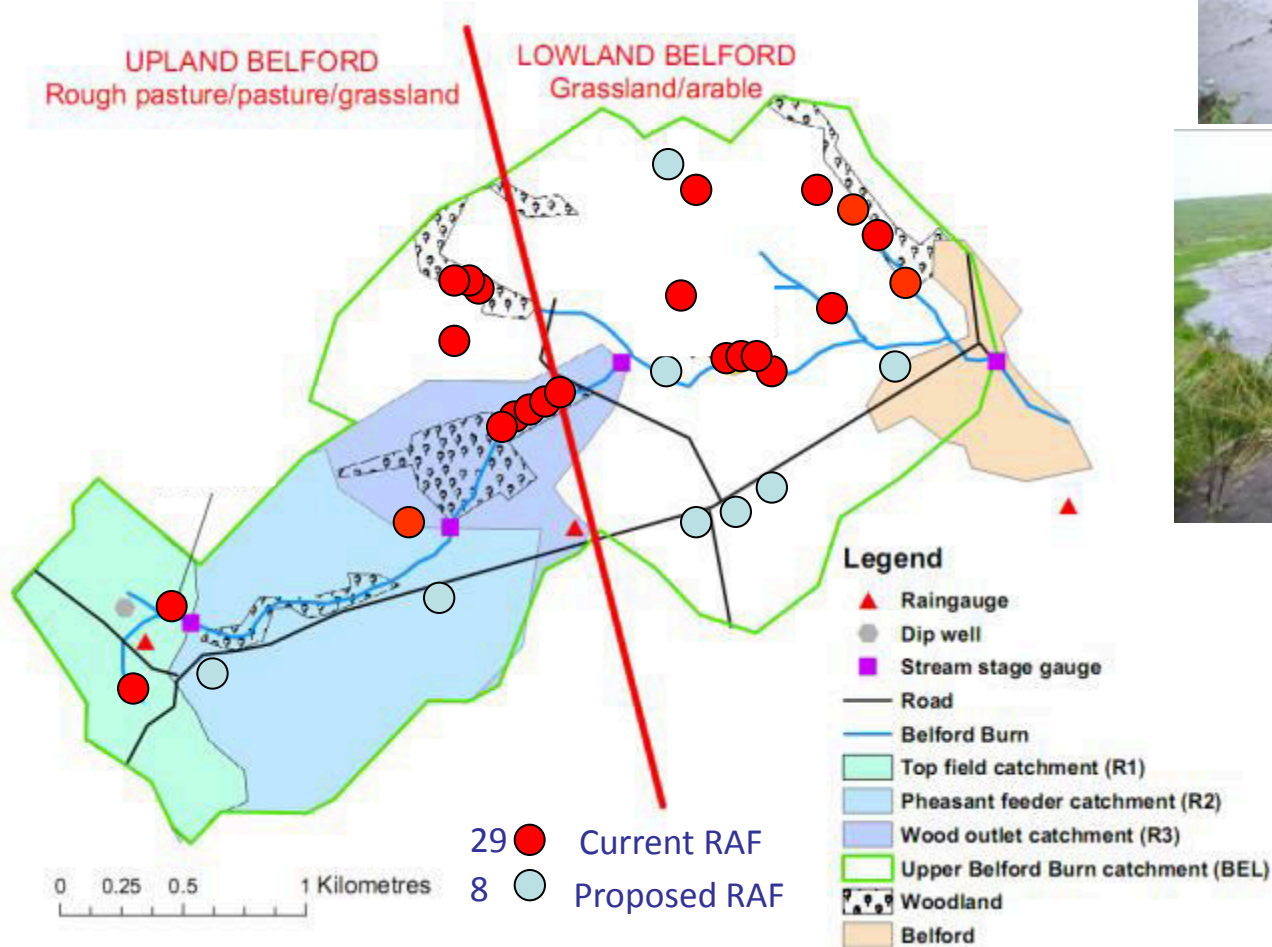 UPLAND BELFORD
Rough pasture/pasture/grassland
LOWLAND BELFORD
Grassland/arable
Legend
Raingauge
Dip well
Stream stage gauge
Road
Belford Burn
Top field catchment (R1)
Pheasant feeder catchment (R2)
Wood outlet catchment (R3)
Upper Belford Burn catchment (BEL)
Woodland
Belford
29 Current RAF
8 Proposed RAF
0 0.25 0.5 1 Kilometres